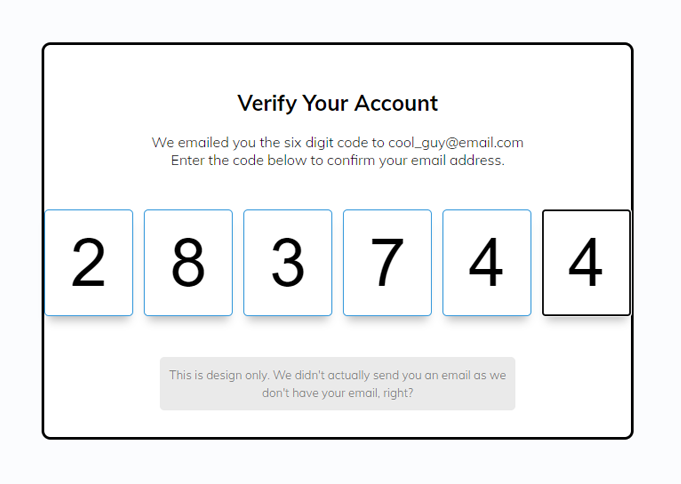 Verify Your Account
We emailed you the six digit code to cool_guy@email.com
Enter the code below to confirm your email address.
2 8 3 7 4 4
This is design only. We didn't actually send you an email as we
don't have your email, right?